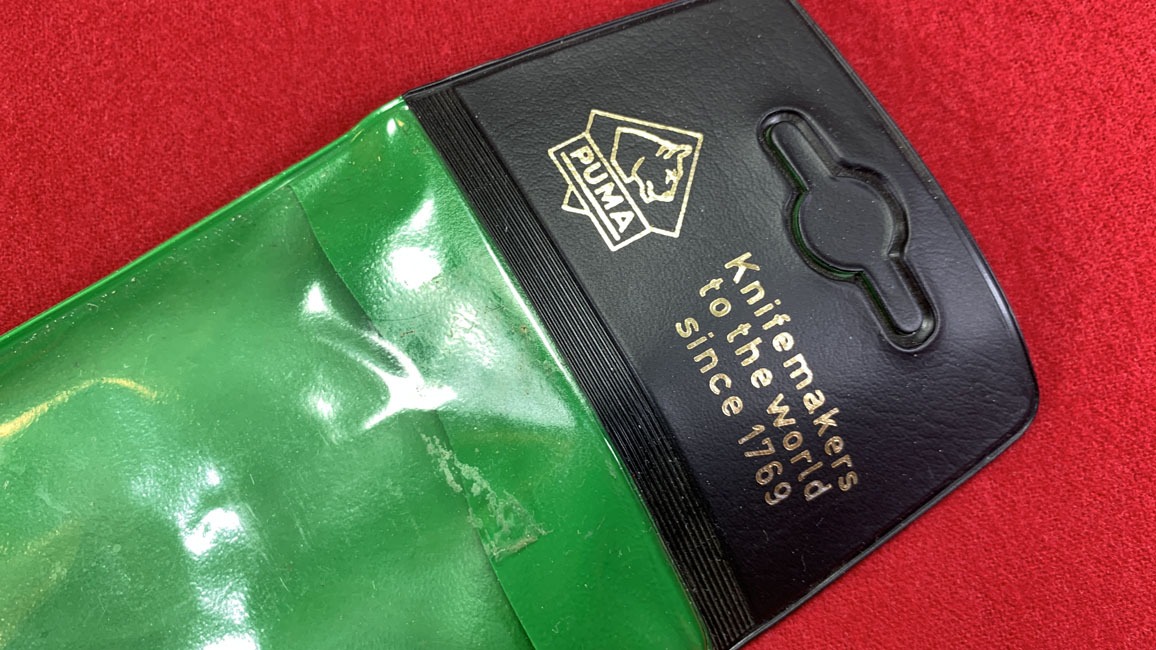 PUMA
Knifemakers
to the world
since 1769